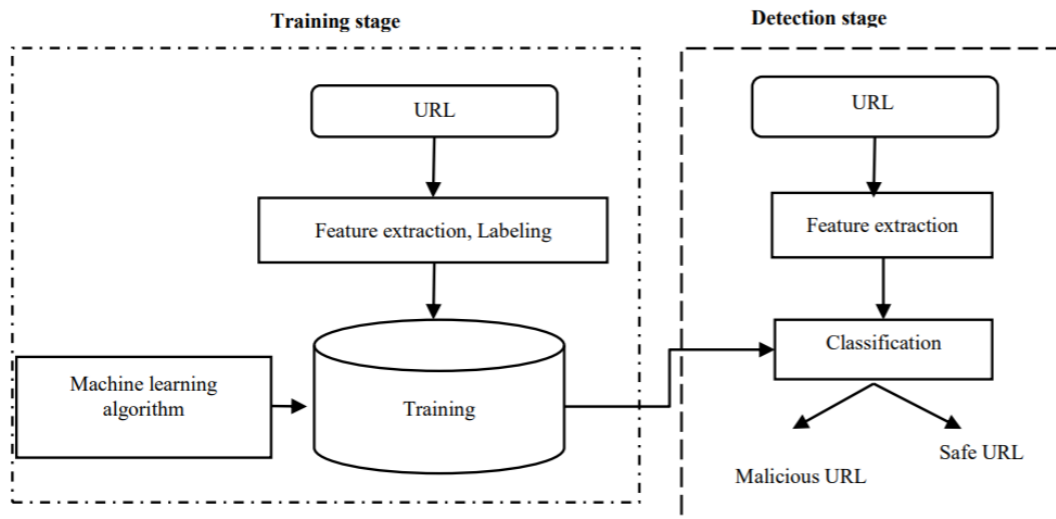 Training stage
URL
Feature extraction, Labeling
Machine learning
algorithm
Training
Detection stage
URL
Feature extraction
Classification
Malicious URL
Safe URL